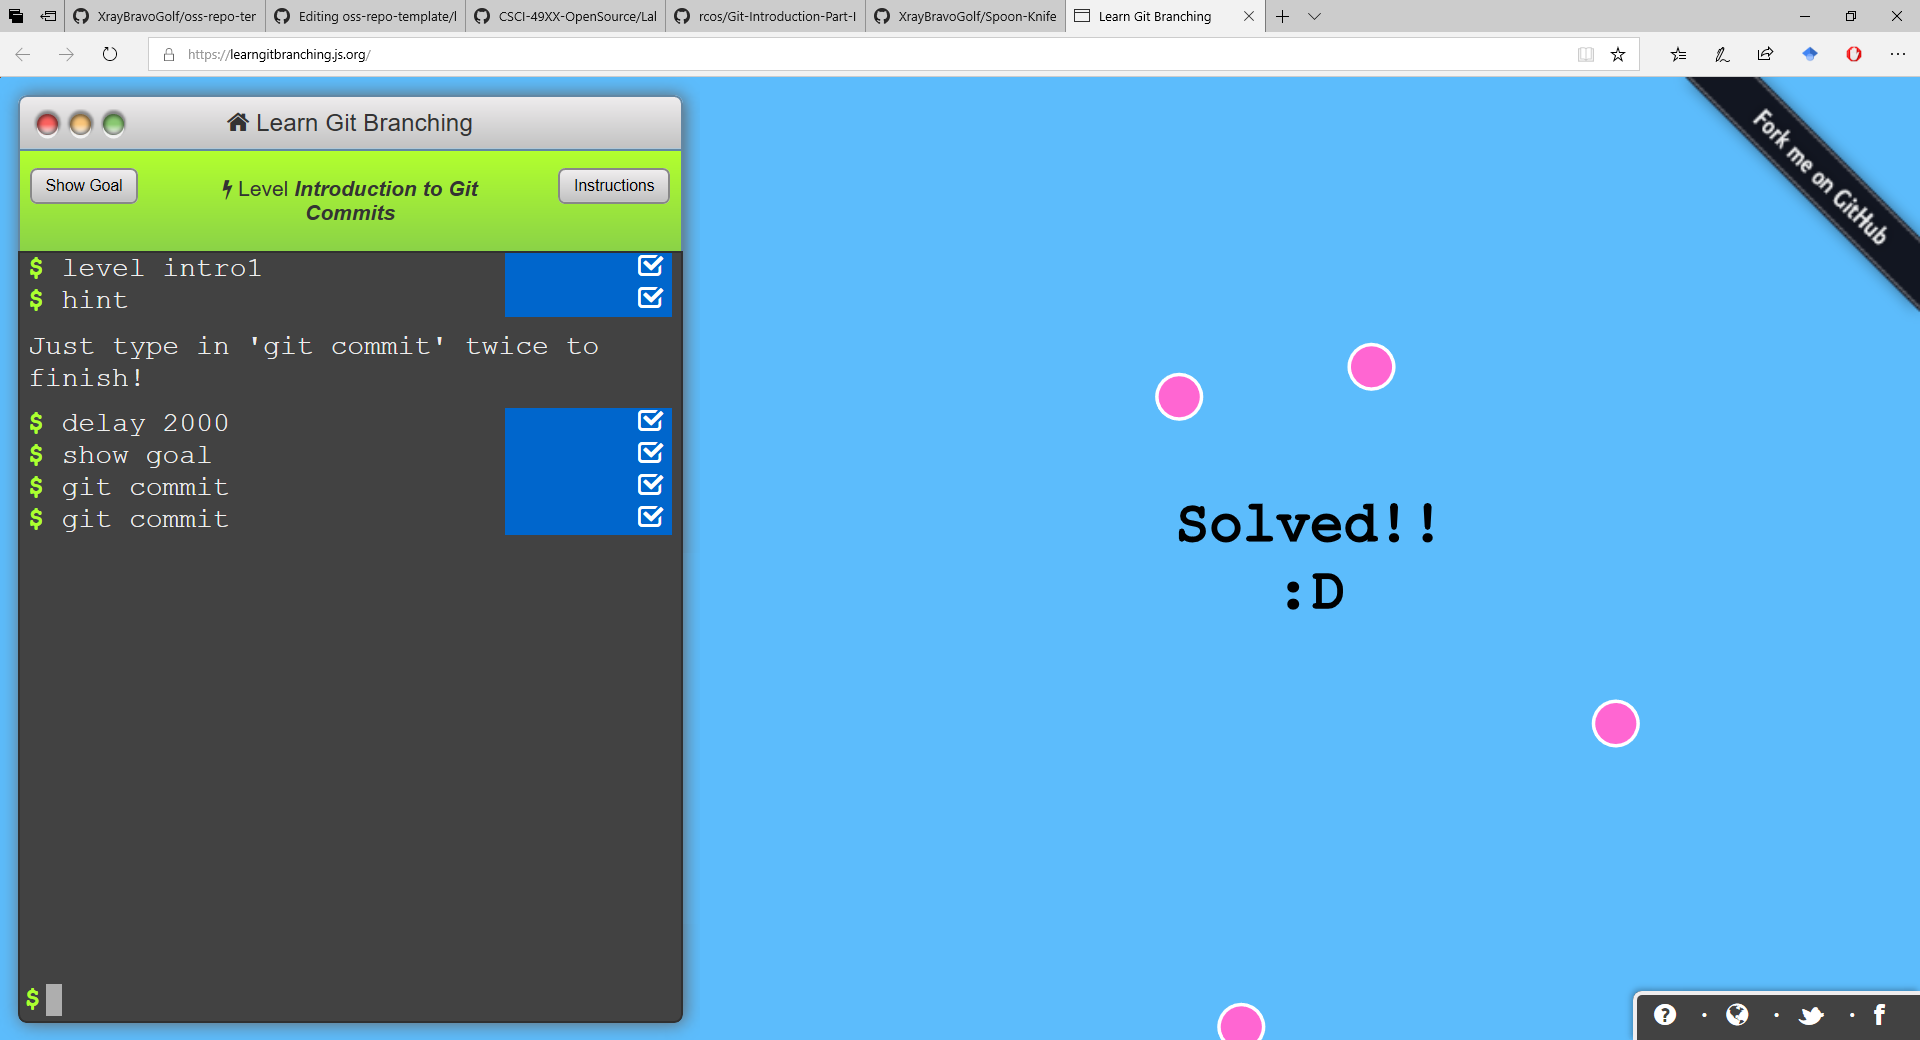 XrayBravoGolf/oss-repo-ter
Editing oss-repo-template/l
CSCI-49XX-OpenSource/Lal
rcos/Git-Introduction-Part-I
XrayBravoGolf/Spoon-Knife
Learn Git Branching
https://learngitbranching.js.org/
Fork me on GitHub
Learn Git Branching
Show Goal
Level Introduction to Git
Commits
Instructions
$ level intro1
$ hint
Just type in 'git commit' twice to
finish!
$ delay 2000
$ show goal
$ git commit
$ git commit
Solved!!
:D
$